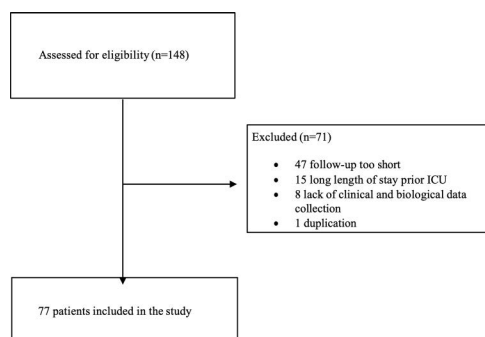 Assessed for eligibility (n=148)
Excluded (n=71)
• 47 follow-up too short
• 15 long length of stay prior ICU
• 8 lack of clinical and biological data
collection
• 1 duplication
77 patients included in the study